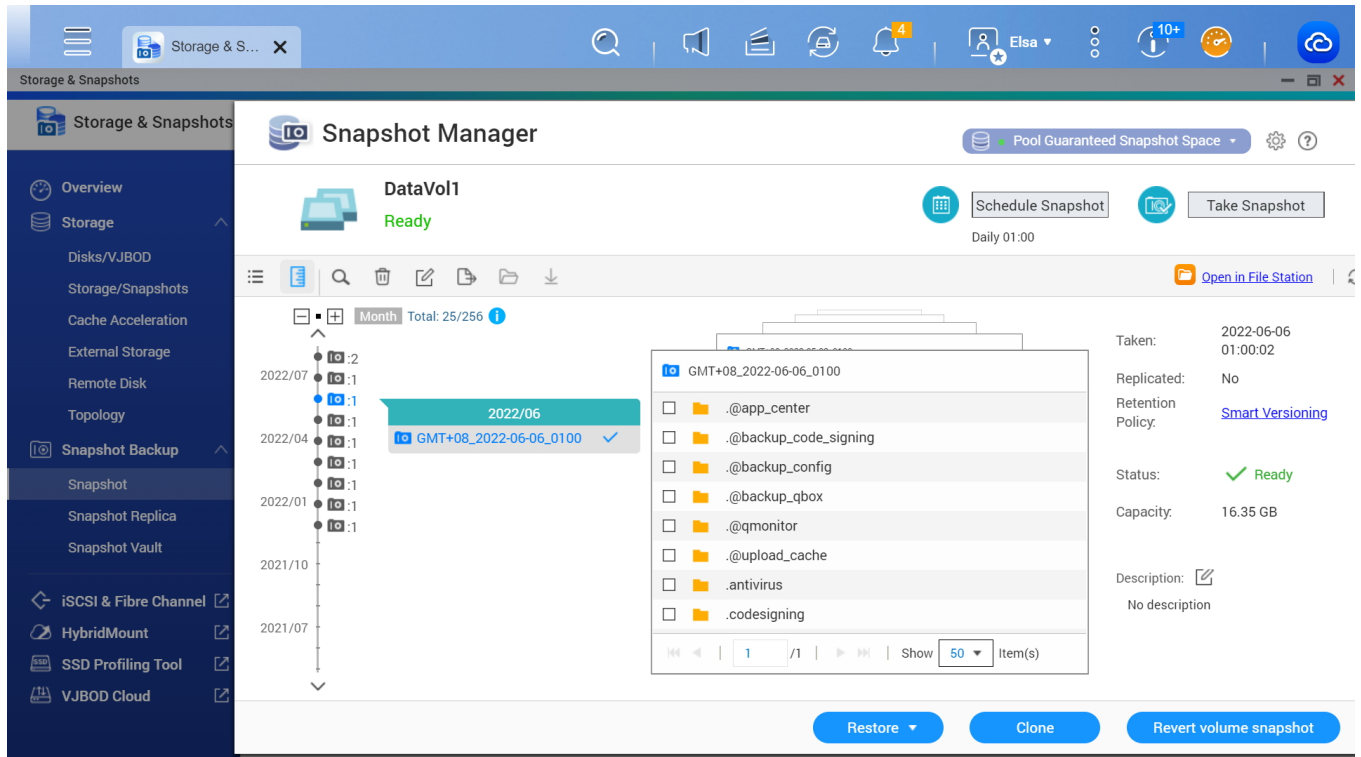 Storage & S...
4
Elsa
10+
Storage & Snapshots
Storage & Snapshots
Snapshot Manager
Pool Guaranteed Snapshot Space
Overview
Storage
Disks/VJBOD
Storage/Snapshots
Cache Acceleration
External Storage
Remote Disk
Topology
Snapshot Backup
Snapshot
Snapshot Replica
Snapshot Vault
iSCSI & Fibre Channel
HybridMount
SSD Profiling Tool
VJBOD Cloud
DataVol1
Ready
Schedule Snapshot
Take Snapshot
Daily 01:00
Open in File Station
Month Total: 25/256
:2
2022/07 :1
:1
:1
2022/04 :1
:1
:1
2022/01 :1
:1
2021/10
2021/07
2022/06
GMT+08_2022-06-06_0100
GMT+08_2022-06-06_0100
.@app_center
.@backup_code_signing
.@backup_config
.@backup_qbox
.@qmonitor
.@upload_cache
.antivirus
.codesigning
1 /1 Show 50 Item(s)
Taken: 2022-06-06 01:00:02
Replicated: No
Retention Policy: Smart Versioning
Status: Ready
Capacity: 16.35 GB
Description:
No description
Restore
Clone
Revert volume snapshot